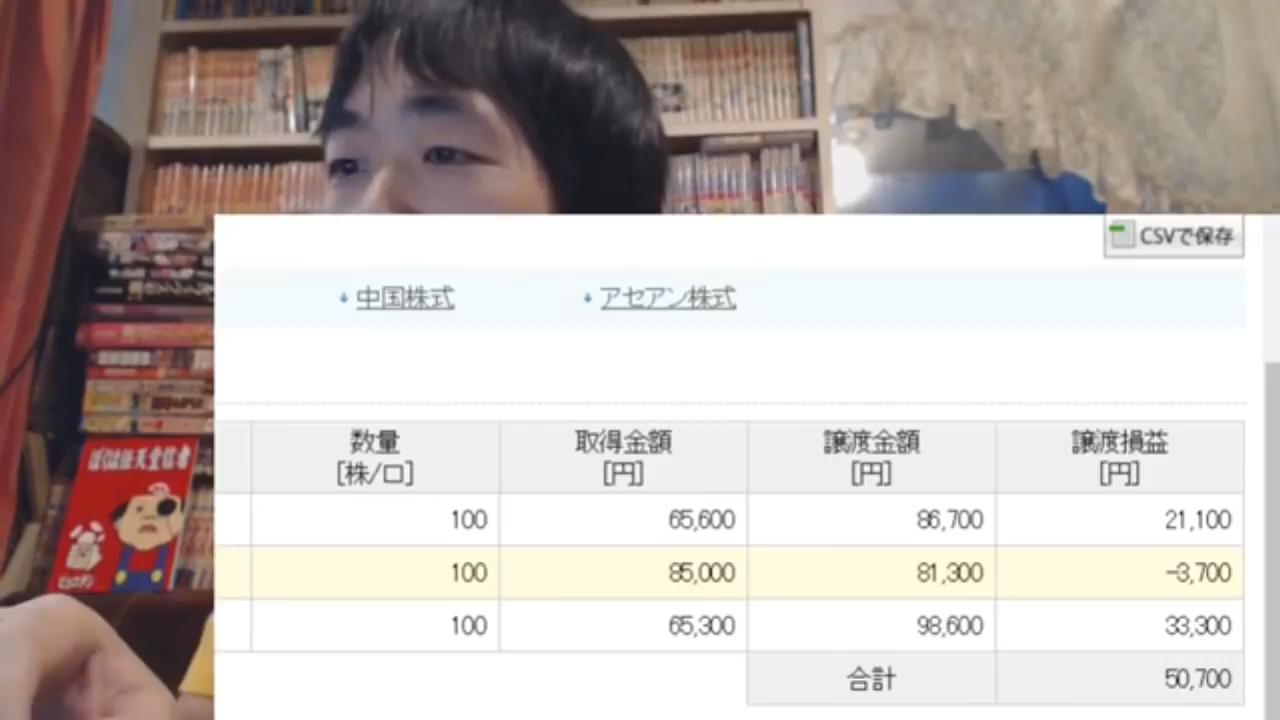 CSVで保存
中国株式
アセアン株式
数量 取得金額 譲渡金額 譲渡損益
[株/口] [円] [円] [円]
100 65,600 86,700 21,100
100 85,000 81,300 -3,700
100 65,300 98,600 33,300
合計 50,700